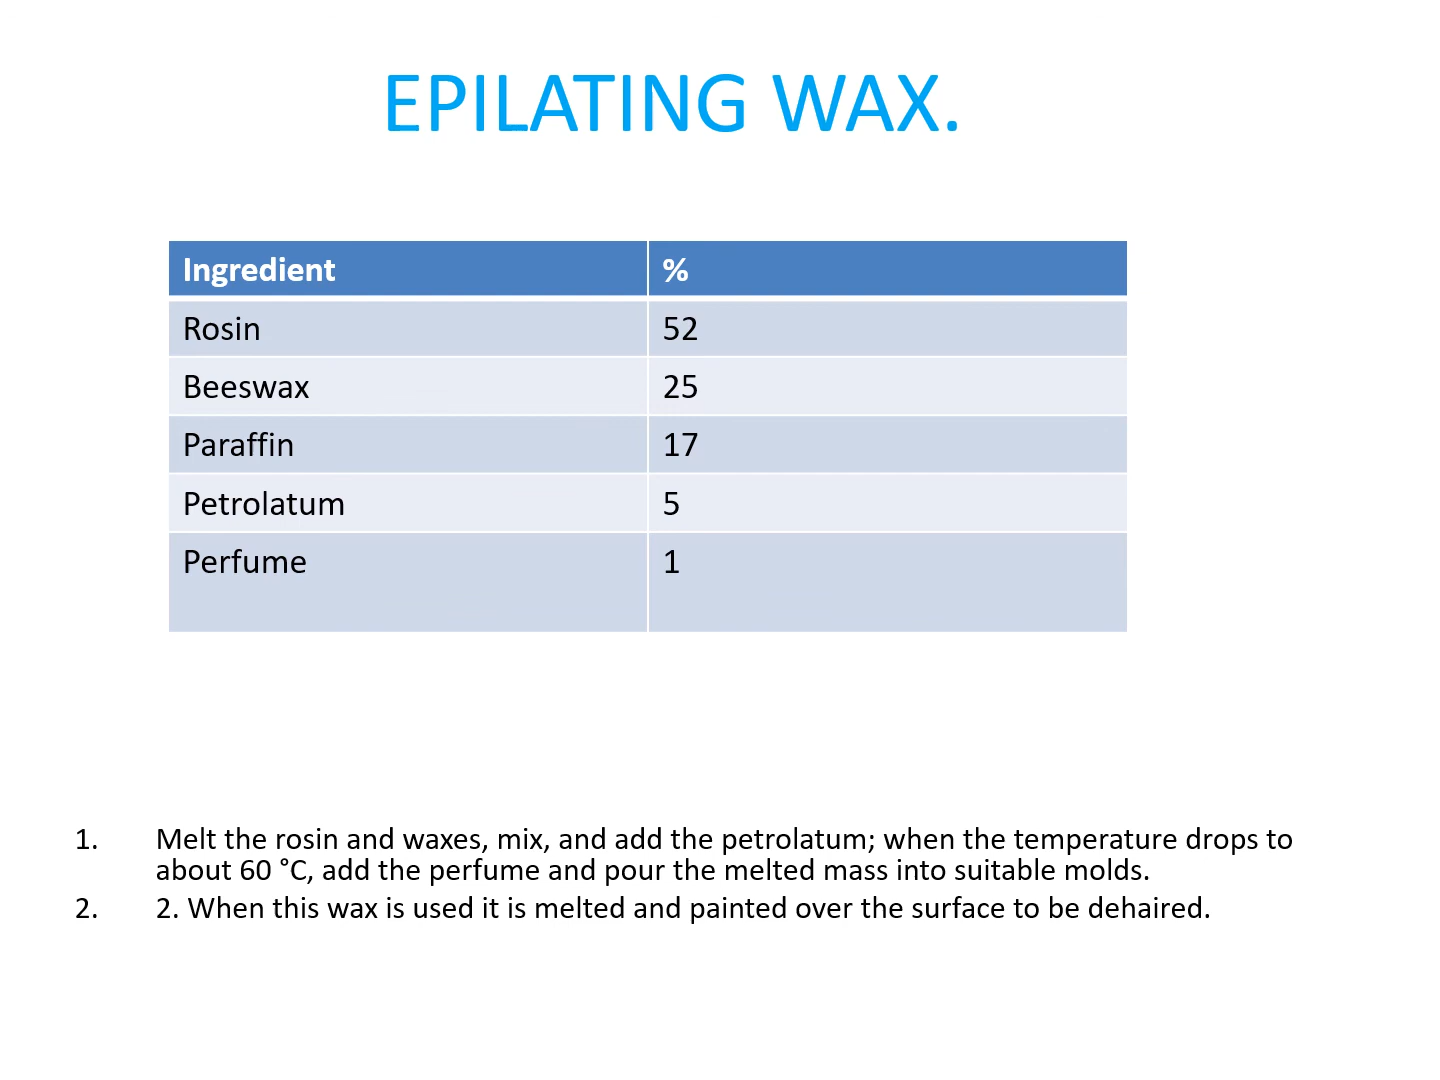 EPILATING WAX.
Ingredient %
Rosin 52
Beeswax 25
Paraffin 17
Petrolatum 5
Perfume 1
1. Melt the rosin and waxes, mix, and add the petrolatum; when the temperature drops to
about 60 °C, add the perfume and pour the melted mass into suitable molds.
2. 2. When this wax is used it is melted and painted over the surface to be dehaired.